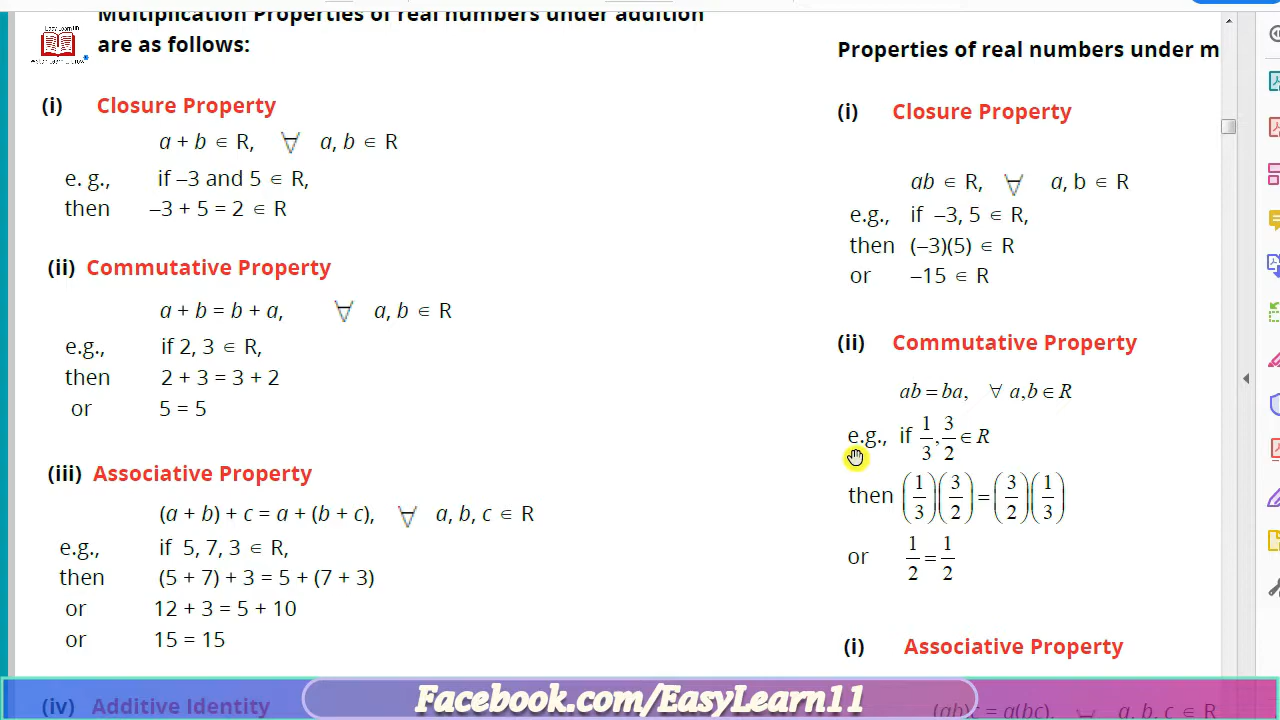 Multiplication Properties of real numbers under addition
are as follows:
(i) Closure Property
a + b ∈ R, ∀ a, b ∈ R
e. g., if –3 and 5 ∈ R,
then –3 + 5 = 2 ∈ R
(ii) Commutative Property
a + b = b + a, ∀ a, b ∈ R
e.g., if 2, 3 ∈ R,
then 2 + 3 = 3 + 2
or 5 = 5
(iii) Associative Property
(a + b) + c = a + (b + c), ∀ a, b, c ∈ R
e.g., if 5, 7, 3 ∈ R,
then (5 + 7) + 3 = 5 + (7 + 3)
or 12 + 3 = 5 + 10
or 15 = 15
(iv) Additive Identity
Properties of real numbers under m
(i) Closure Property
ab ∈ R, ∀ a, b ∈ R
e.g., if –3, 5 ∈ R,
then (–3)(5) ∈ R
or –15 ∈ R
(ii) Commutative Property
ab = ba, ∀ a,b ∈ R
e.g., if 1/3, 3/2 ∈ R
then (1/3)(3/2) = (3/2)(1/3)
or 1/2 = 1/2
(i) Associative Property
(ab)c = a(bc), ∀ a, b, c ∈ R
Facebook.com/EasyLearn11